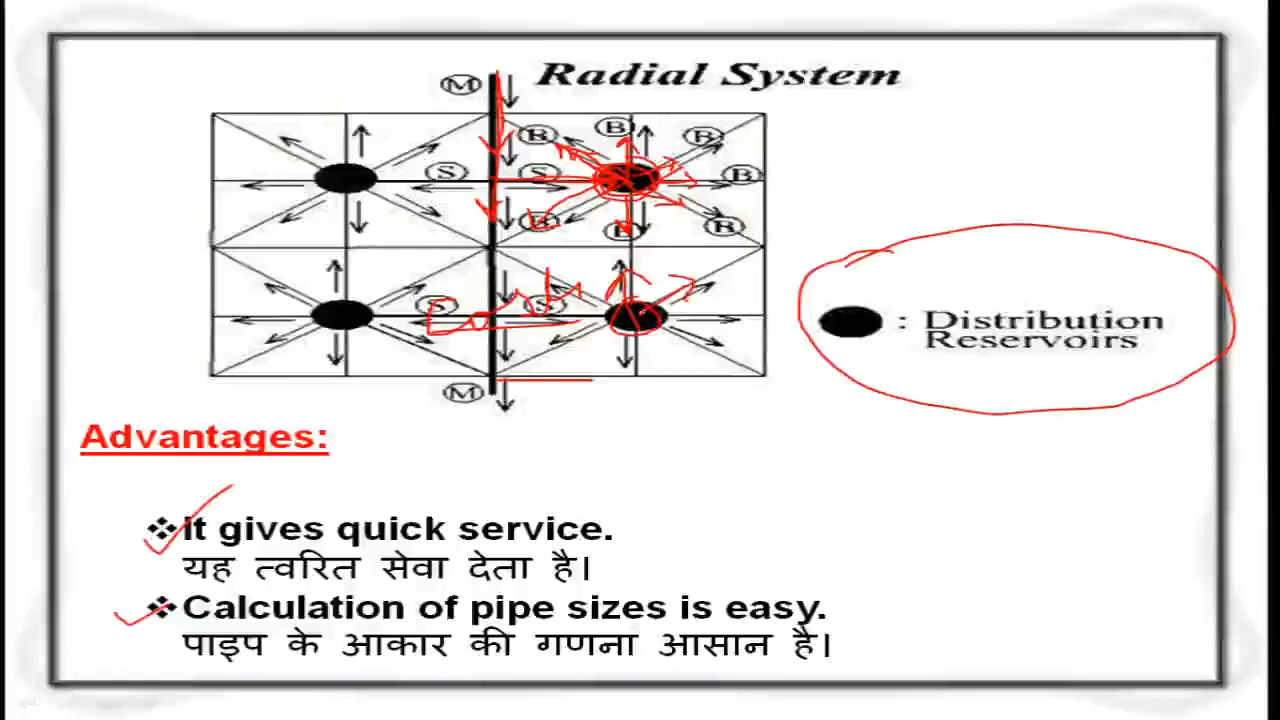 Radial System
M
B B B
S S B
B B B
S S
M
: Distribution
Reservoirs
Advantages:
❖It gives quick service.
यह त्वरित सेवा देता है।
❖Calculation of pipe sizes is easy.
पाइप के आकार की गणना आसान है।